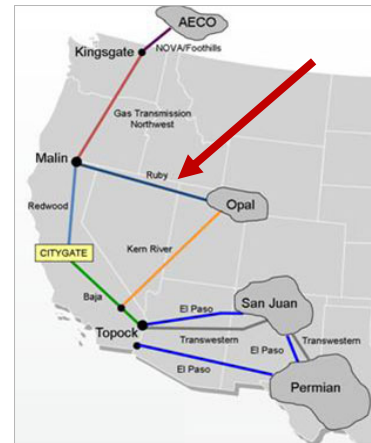 AECO
Kingsgate
NOVA/Foothills
Gas Transmission
Northwest
Malin
Ruby
Redwood
Opal
CITYGATE
Kern River
Baja
El Paso
San Juan
Topock
Transwestern
El Paso
Transwestern
El Paso
Permian